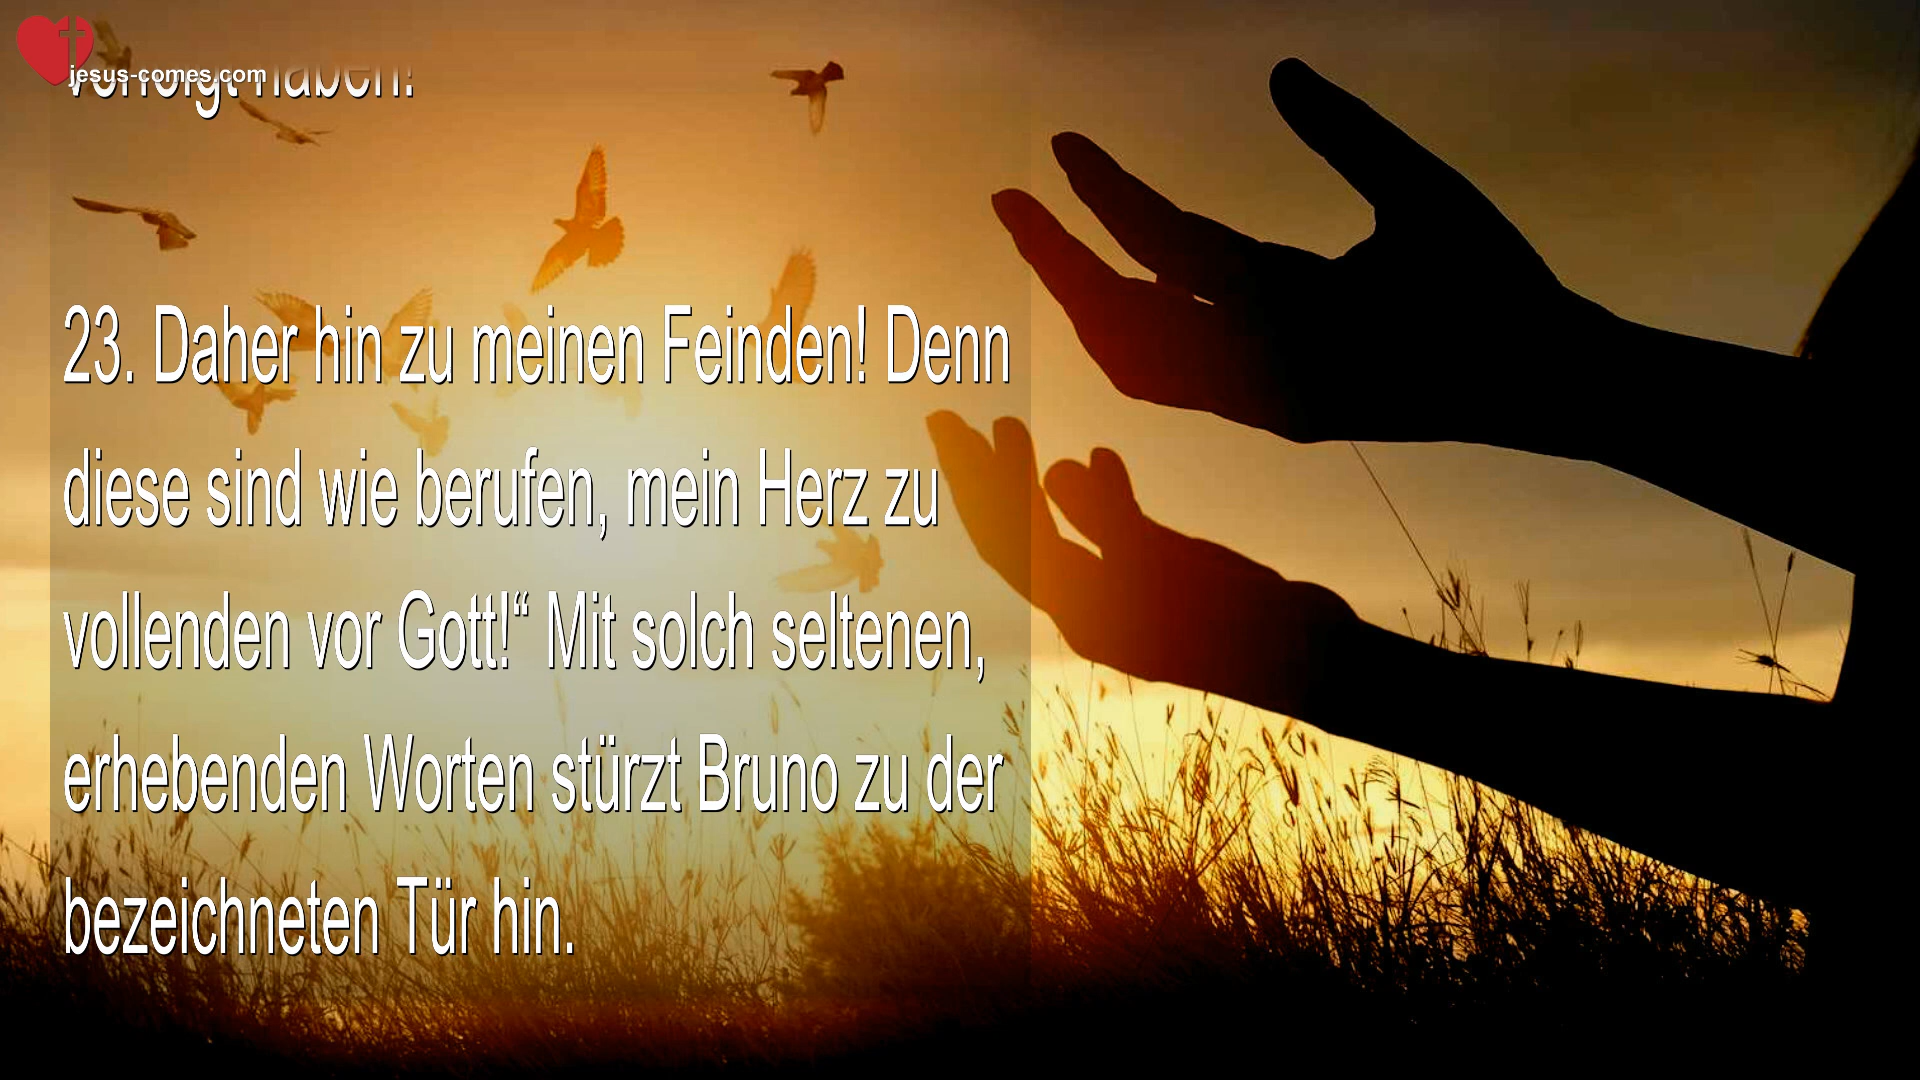 jesus-comes.com
haben!
23. Daher hin zu meinen Feinden! Denn
diese sind wie berufen, mein Herz zu
vollenden vor Gott!“ Mit solch seltenen,
erhebenden Worten stürzt Bruno zu der
bezeichneten Tür hin.